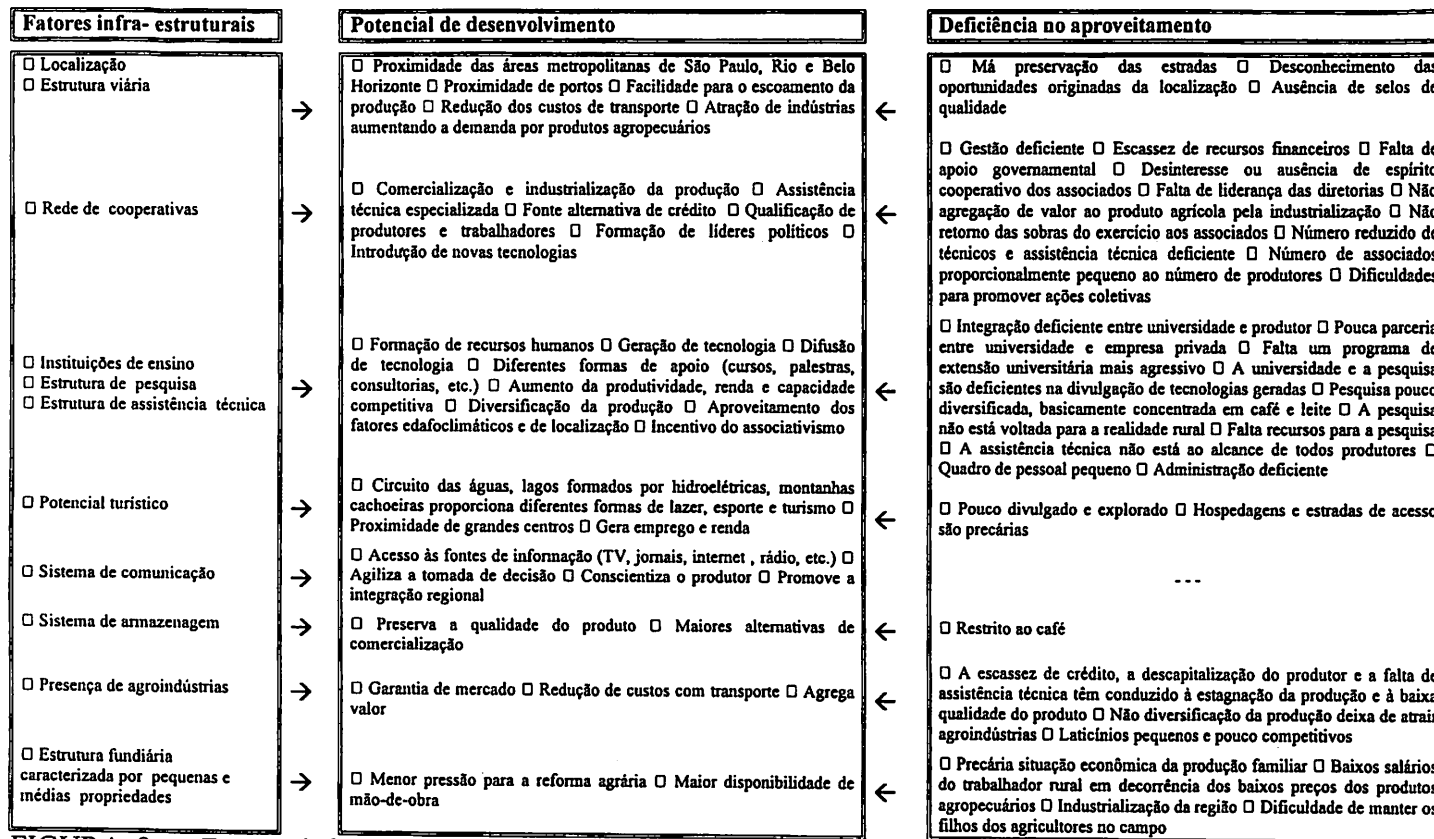 Fatores infra- estruturais
Potencial de desenvolvimento
Deficiência no aproveitamento
□ Localização
□ Estrutura viária
→
□ Proximidade das áreas metropolitanas de São Paulo, Rio e Belo
Horizonte □ Proximidade de portos □ Facilidade para o escoamento da
produção □ Redução dos custos de transporte □ Atração de indústrias
aumentando a demanda por produtos agropecuários
←
□ Má preservação das estradas □ Desconhecimento das
oportunidades originadas da localização □ Ausência de selos de
qualidade
□ Rede de cooperativas
→
□ Comercialização e industrialização da produção □ Assistência
técnica especializada □ Fonte alternativa de crédito □ Qualificação de
produtores e trabalhadores □ Formação de líderes políticos □
Introdução de novas tecnologias
←
□ Gestão deficiente □ Escassez de recursos financeiros □ Falta de
apoio governamental □ Desinteresse ou ausência de espírito
cooperativo dos associados □ Falta de liderança das diretorias □ Não
agregação de valor ao produto agrícola pela industrialização □ Não
retorno das sobras do exercício aos associados □ Número reduzido de
técnicos e assistência técnica deficiente □ Número de associados
proporcionalmente pequeno ao número de produtores □ Dificuldades
para promover ações coletivas
□ Instituições de ensino
□ Estrutura de pesquisa
□ Estrutura de assistência técnica
→
□ Formação de recursos humanos □ Geração de tecnologia □ Difusão
de tecnologia □ Diferentes formas de apoio (cursos, palestras,
consultorias, etc.) □ Aumento da produtividade, renda e capacidade
competitiva □ Diversificação da produção □ Aproveitamento dos
fatores edafoclimáticos e de localização □ Incentivo do associativismo
←
□ Integração deficiente entre universidade e produtor □ Pouca parceria
entre universidade e empresa privada □ Falta um programa de
extensão universitária mais agressivo □ A universidade e a pesquisa
são deficientes na divulgação de tecnologias geradas □ Pesquisa pouco
diversificada, basicamente concentrada em café e leite □ A pesquisa
não está voltada para a realidade rural □ Falta recursos para a pesquisa
□ A assistência técnica não está ao alcance de todos produtores □
Quadro de pessoal pequeno □ Administração deficiente
□ Potencial turístico
→
□ Circuito das águas, lagos formados por hidroelétricas, montanhas
cachoeiras proporciona diferentes formas de lazer, esporte e turismo □
Proximidade de grandes centros □ Gera emprego e renda
←
□ Pouco divulgado e explorado □ Hospedagens e estradas de acesso
são precárias
□ Sistema de comunicação
→
□ Acesso às fontes de informação (TV, jornais, internet , rádio, etc.) □
Agiliza a tomada de decisão □ Conscientiza o produtor □ Promove a
integração regional
- - -
□ Sistema de armazenagem
→
□ Preserva a qualidade do produto □ Maiores alternativas de
comercialização
←
□ Restrito ao café
□ Presença de agroindústrias
→
□ Garantia de mercado □ Redução de custos com transporte □ Agrega
valor
←
□ A escassez de crédito, a descapitalização do produtor e a falta de
assistência técnica têm conduzido à estagnação da produção e à baixa
qualidade do produto □ Não diversificação da produção deixa de atrair
agroindústrias □ Laticínios pequenos e pouco competitivos
□ Estrutura fundiária
caracterizada por pequenas e
médias propriedades
→
□ Menor pressão para a reforma agrária □ Maior disponibilidade de
mão-de-obra
←
□ Precária situação econômica da produção familiar □ Baixos salários
do trabalhador rural em decorrência dos baixos preços dos produtos
agropecuários □ Industrialização da região □ Dificuldade de manter os
filhos dos agricultores no campo